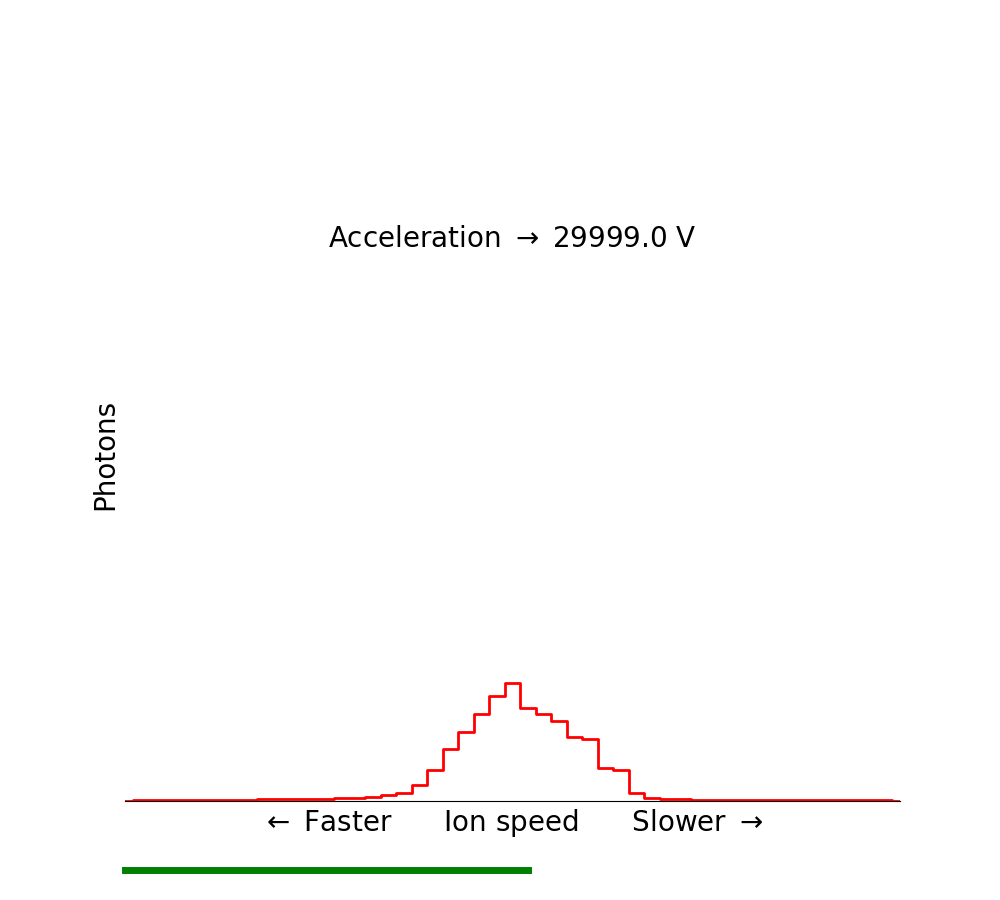 Acceleration → 29999.0 V
Photons
← Faster Ion speed Slower →